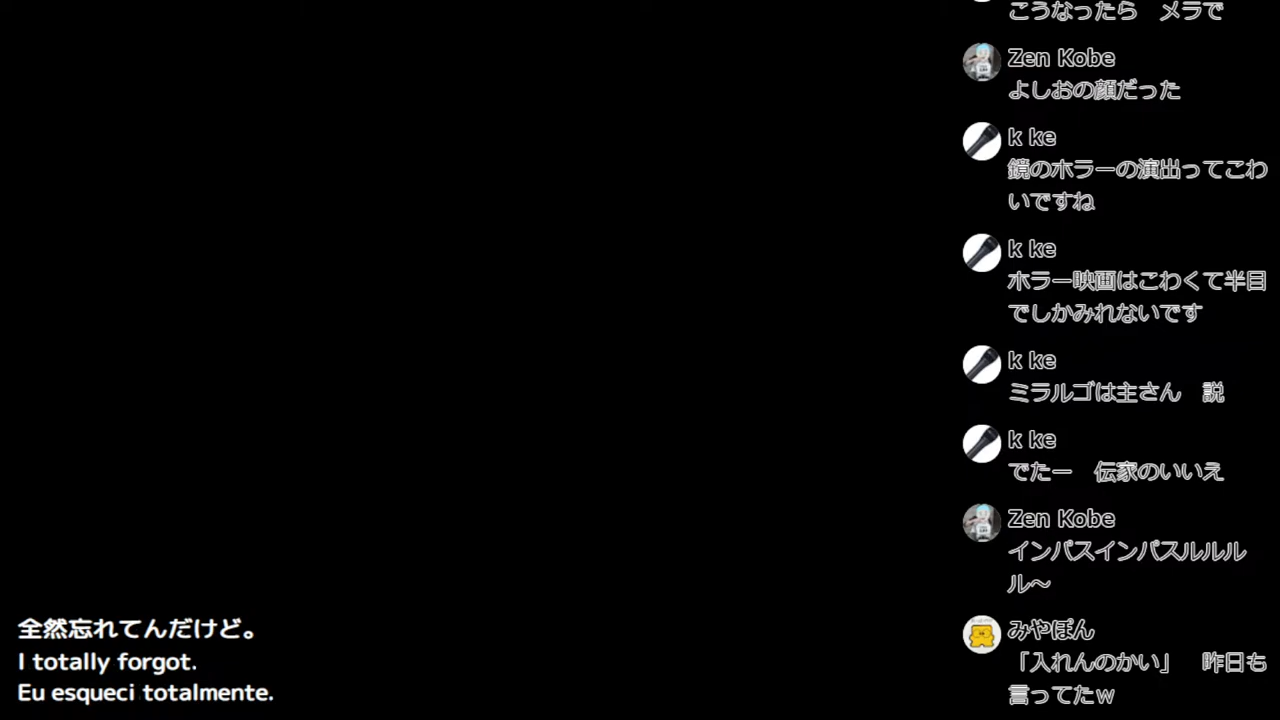 こうなったら　メラで
Zen Kobe
よしおの顔だった
k ke
鏡のホラーの演出ってこわ
いですね
k ke
ホラー映画はこわくて半目
でしかみれないです
k ke
ミラルゴは主さん　説
k ke
でたー　伝家のいいえ
Zen Kobe
インパスインパスルルル
ル～
みやぽん
「入れんのかい」　昨日も
言ってたｗ
全然忘れてんだけど。
I totally forgot.
Eu esqueci totalmente.